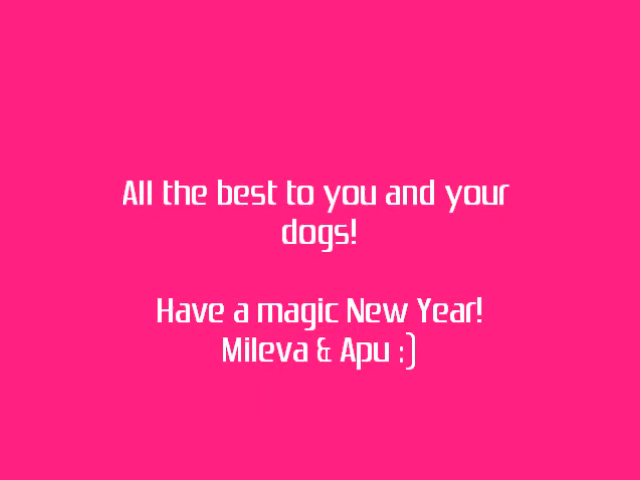 All the best to you and your
dogs!
Have a magic New Year!
Mileva & Apu :)